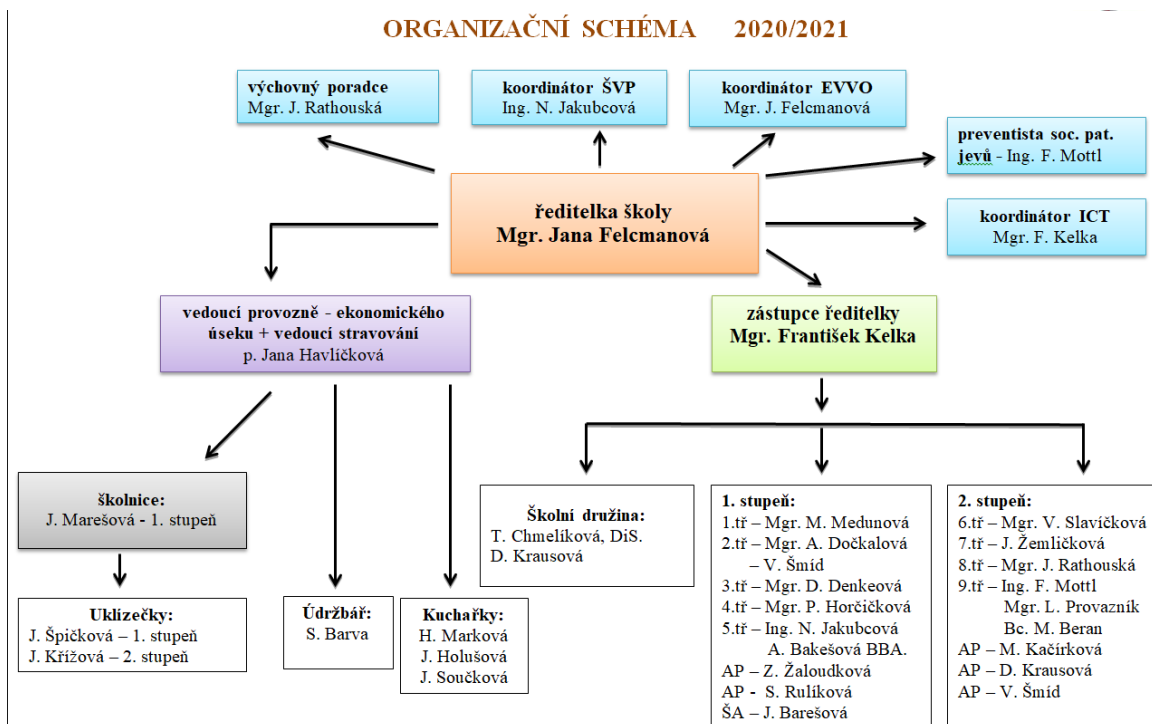 ORGANIZAČNÍ SCHÉMA 2020/2021
výchovný poradce
Mgr. J. Rathouská
koordinátor ŠVP
Ing. N. Jakubcová
koordinátor EVVO
Mgr. J. Felcmanová
preventista soc. pat.
jevů - Ing. F. Mottl
ředitelka školy
Mgr. Jana Felcmanová
koordinátor ICT
Mgr. F. Kelka
vedoucí provozně - ekonomického
úseku + vedoucí stravování
p. Jana Havlíčková
zástupce ředitelky
Mgr. František Kelka
školnice:
J. Marešová - 1. stupeň
Uklízečky:
J. Špičková – 1. stupeň
J. Křížová – 2. stupeň
Údržbář:
S. Barva
Kuchařky:
H. Marková
J. Holušová
J. Součková
Školní družina:
T. Chmelíková, DiS.
D. Krausová
1. stupeň:
1.tř – Mgr. M. Medunová
2.tř – Mgr. A. Dočkalová
– V. Šmíd
3.tř – Mgr. D. Denkeová
4.tř – Mgr. P. Horčičková
5.tř – Ing. N. Jakubcová
A. Bakešová BBA.
AP – Z. Žaloudková
AP - S. Rulíková
ŠA – J. Barešová
2. stupeň:
6.tř – Mgr. V. Slavíčková
7.tř – J. Žemličková
8.tř – Mgr. J. Rathouská
9.tř – Ing. F. Mottl
Mgr. L. Provazník
Bc. M. Beran
AP – M. Kačírková
AP – D. Krausová
AP – V. Šmíd